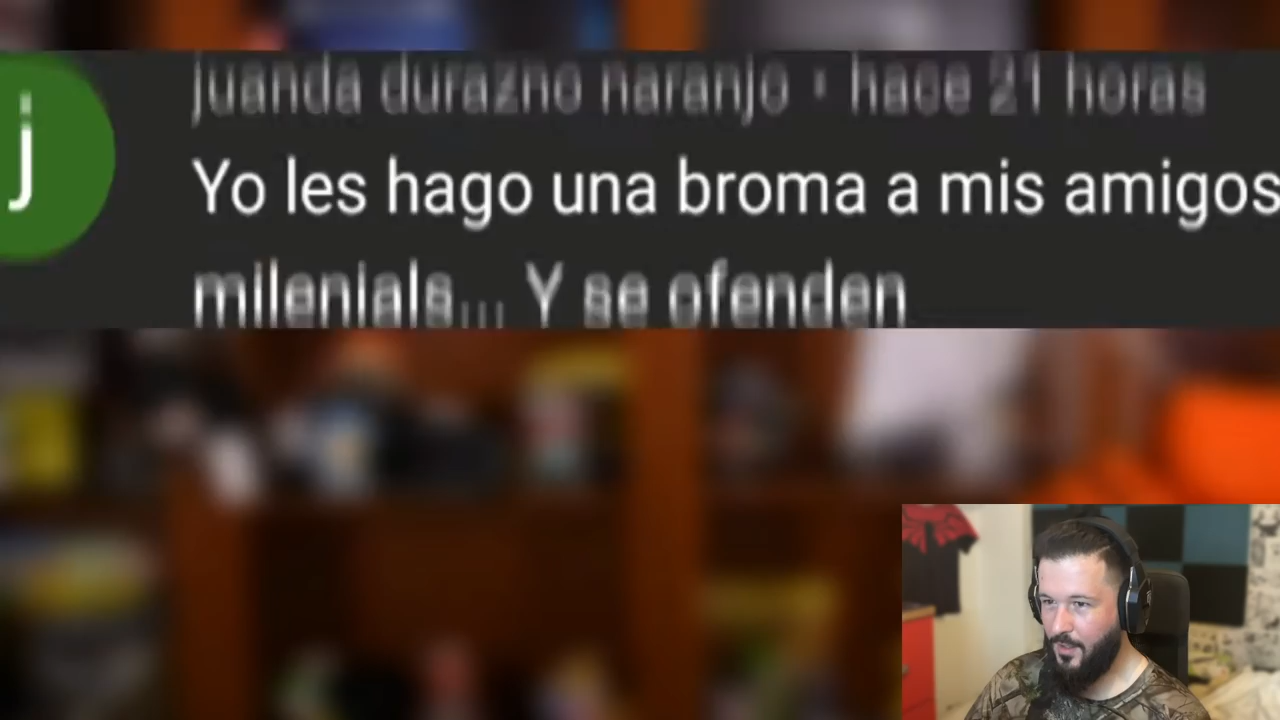 j
juanda durazno naranjo • hace 21 horas
Yo les hago una broma a mis amigos
milenials... Y se ofenden